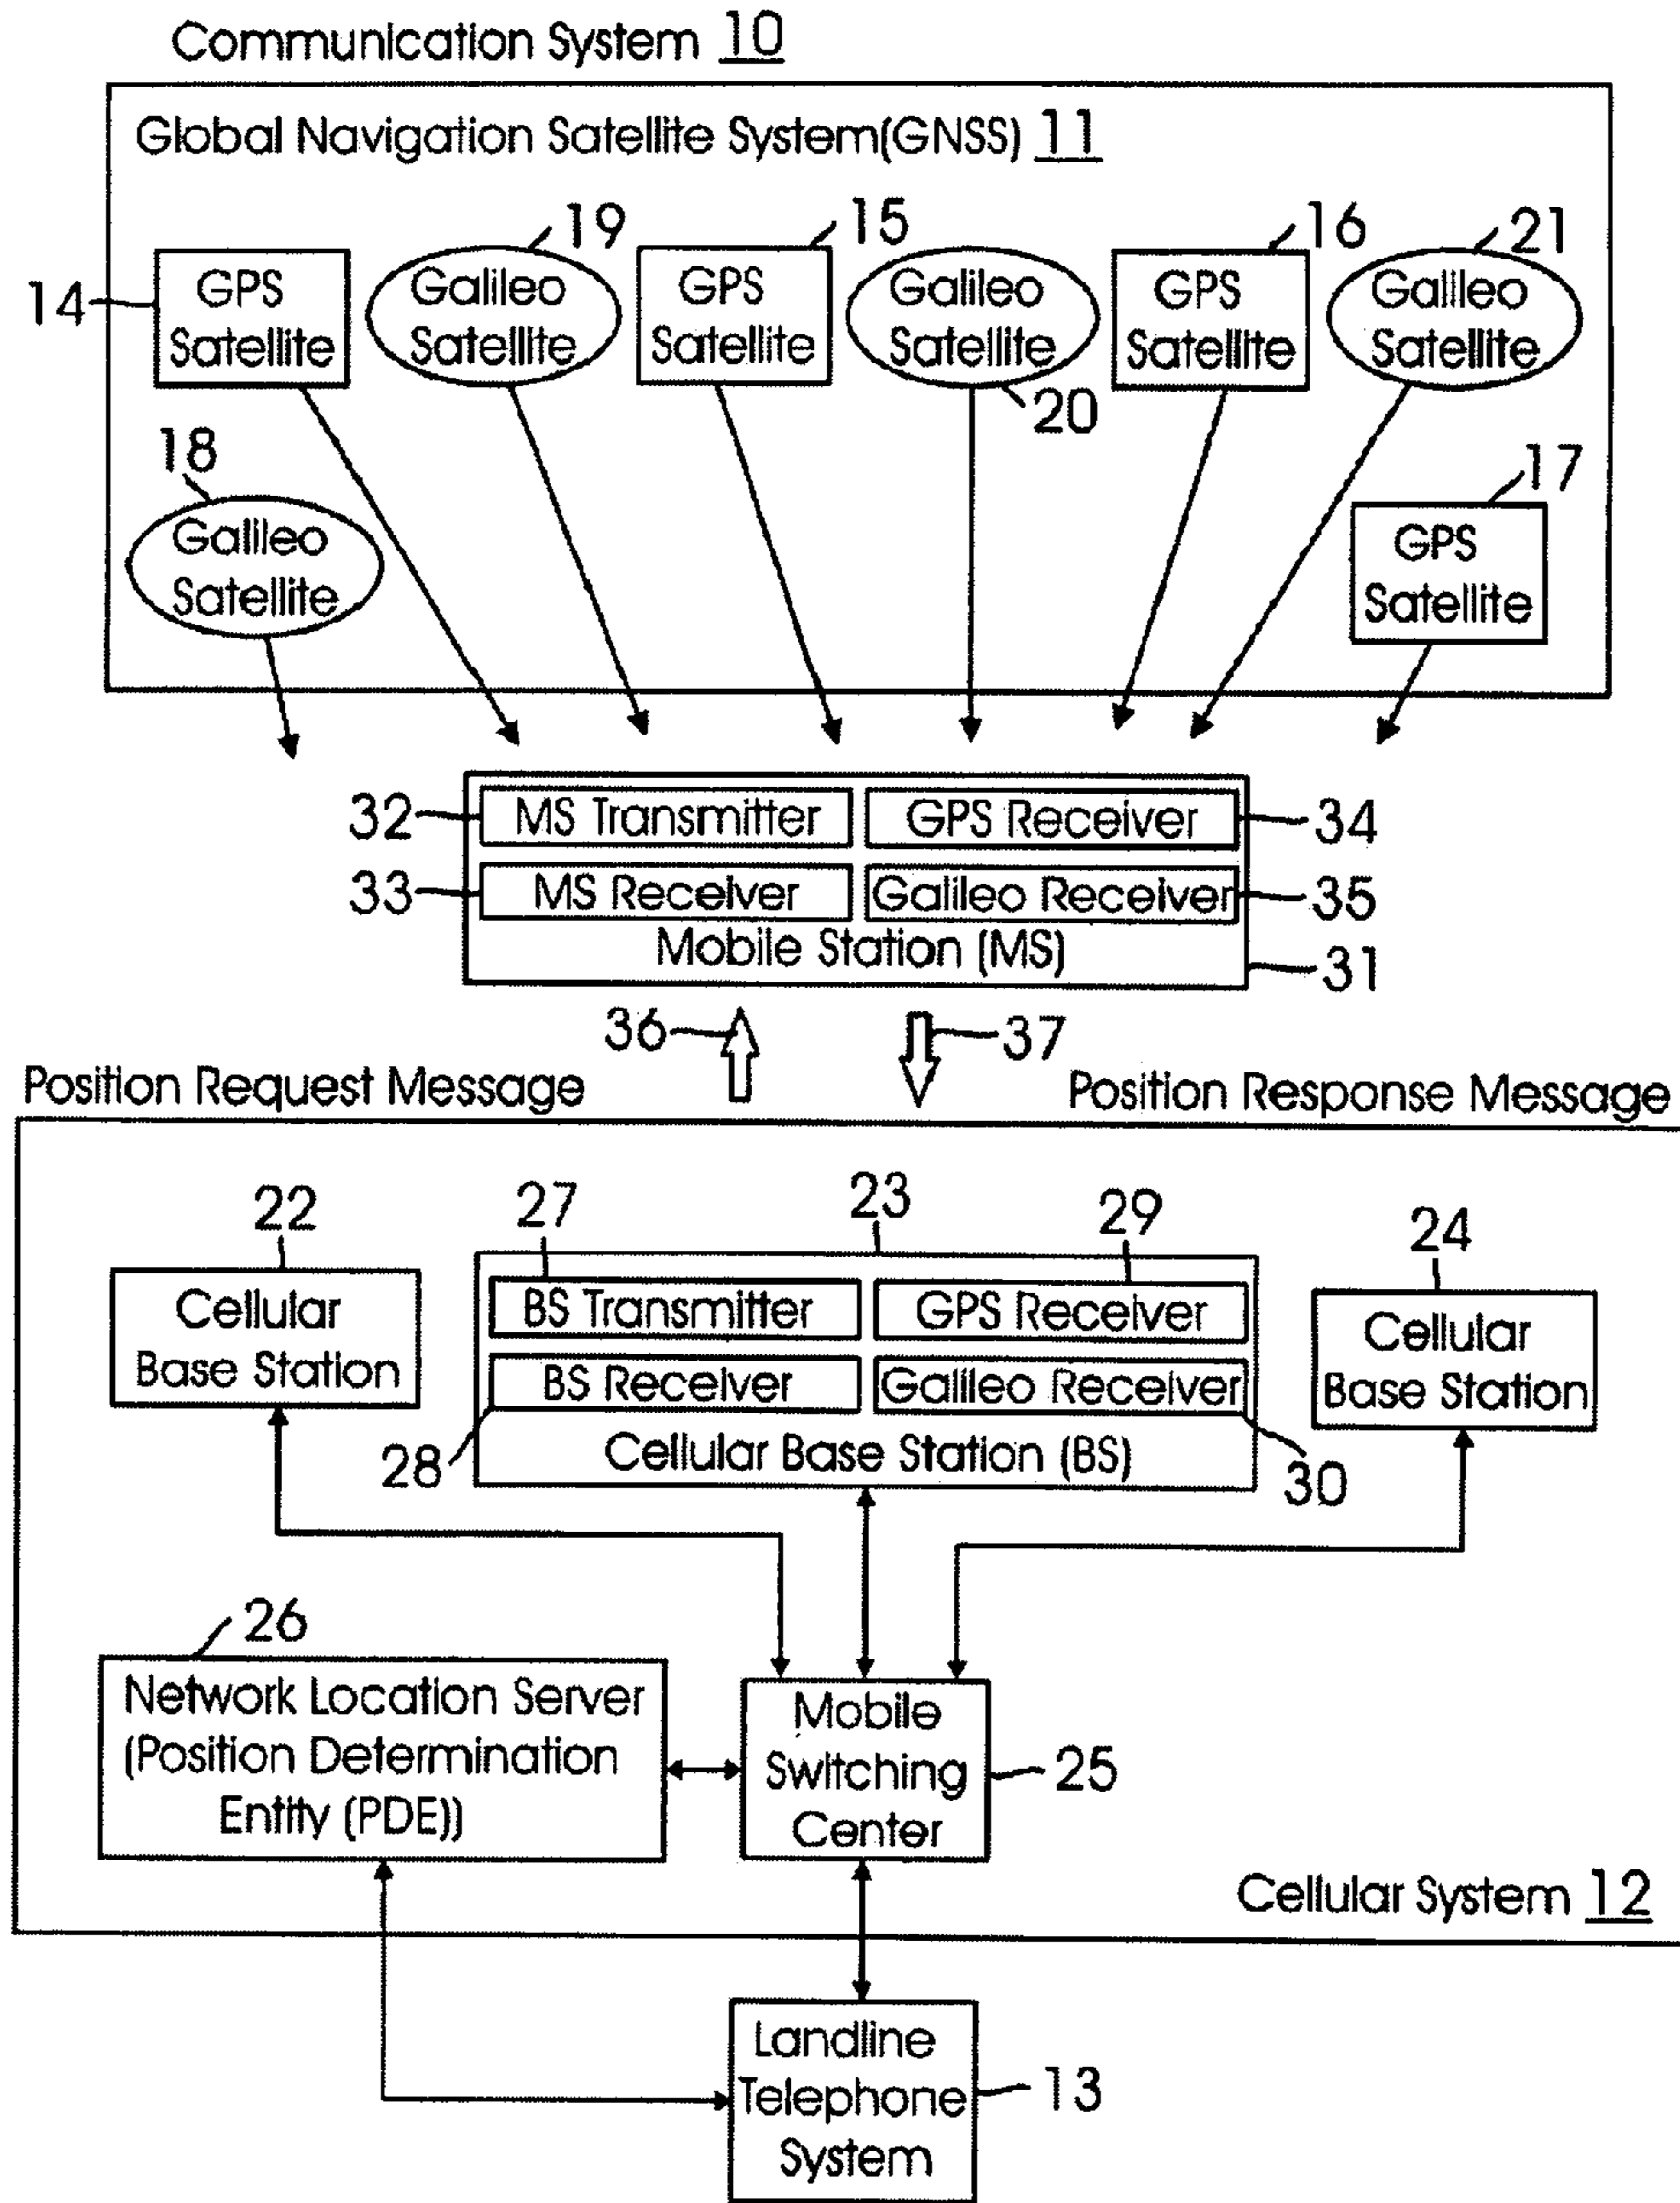 Communication System 10
Global Navigation Satellite System(GNSS) 11
19
15
16
21
14
GPS
Satellite
Galileo
Satellite
GPS
Satellite
Galileo
Satellite
GPS
Satellite
Galileo
Satellite
20
18
17
Galileo
Satellite
GPS
Satellite
32
MS Transmitter
GPS Receiver
34
33
MS Receiver
Galileo Receiver
35
Mobile Station (MS)
31
36
37
Position Request Message
Position Response Message
22
27
23
29
24
Cellular
Base Station
BS Transmitter
GPS Receiver
BS Receiver
Galileo Receiver
Cellular
Base Station
28
Cellular Base Station (BS)
30
26
Network Location Server
(Position Determination
Entity (PDE))
Mobile
Switching
Center
25
Cellular System 12
Landline
Telephone
System
13